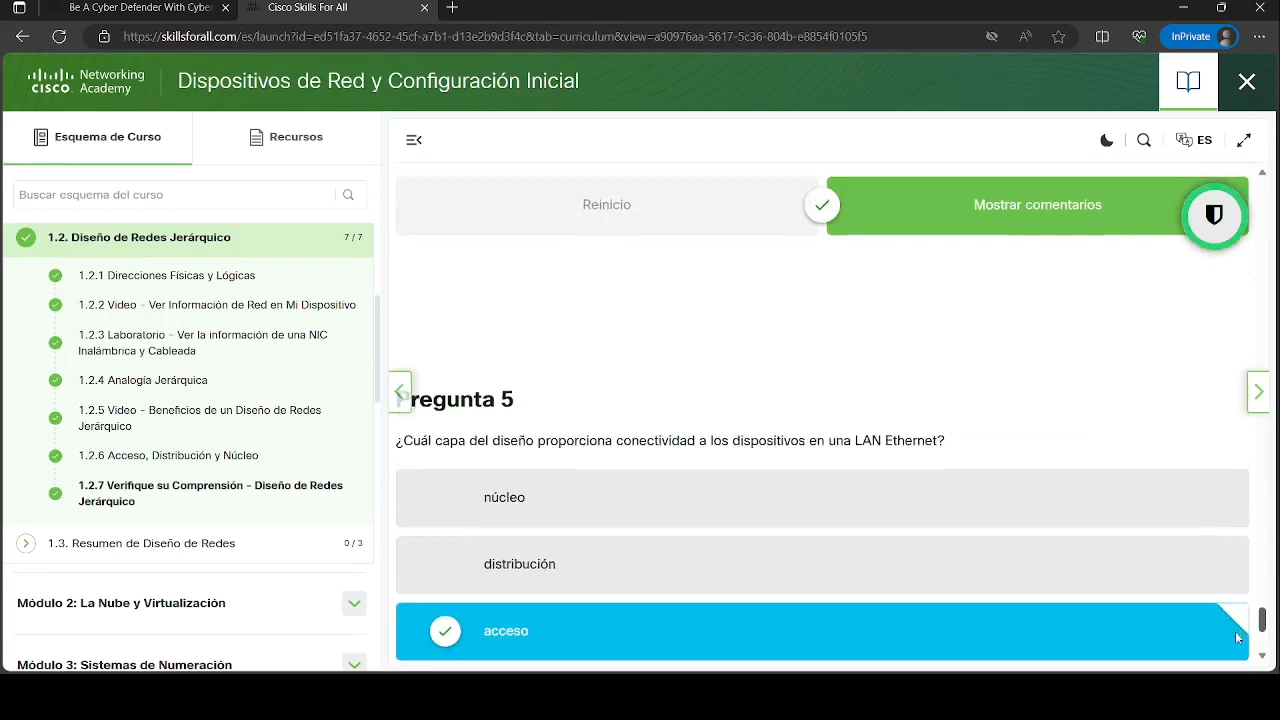 Be A Cyber Defender With Cyber
Cisco Skills For All
https://skillsforall.com/es/launch?id=ed51fa37-4652-45cf-a7b1-d13e2b9d3f4c8&tab=curriculum&view=a90976aa-5617-5c36-804b-e8854f0105f5
InPrivate
CISCO
Networking
Academy
Dispositivos de Red y Configuración Inicial
Esquema de Curso
Recursos
ES
Buscar esquema del curso
Reinicio
Mostrar comentarios
1.2. Diseño de Redes Jerárquico
7 / 7
1.2.1 Direcciones Físicas y Lógicas
1.2.2 Video - Ver Información de Red en Mi Dispositivo
1.2.3 Laboratorio - Ver la información de una NIC
Inalámbrica y Cableada
1.2.4 Analogía Jerárquica
1.2.5 Video - Beneficios de un Diseño de Redes
Jerárquico
1.2.6 Acceso, Distribución y Núcleo
1.2.7 Verifique su Comprensión - Diseño de Redes
Jerárquico
1.3. Resumen de Diseño de Redes
0 / 3
Módulo 2: La Nube y Virtualización
Módulo 3: Sistemas de Numeración
Pregunta 5
¿Cuál capa del diseño proporciona conectividad a los dispositivos en una LAN Ethernet?
núcleo
distribución
acceso